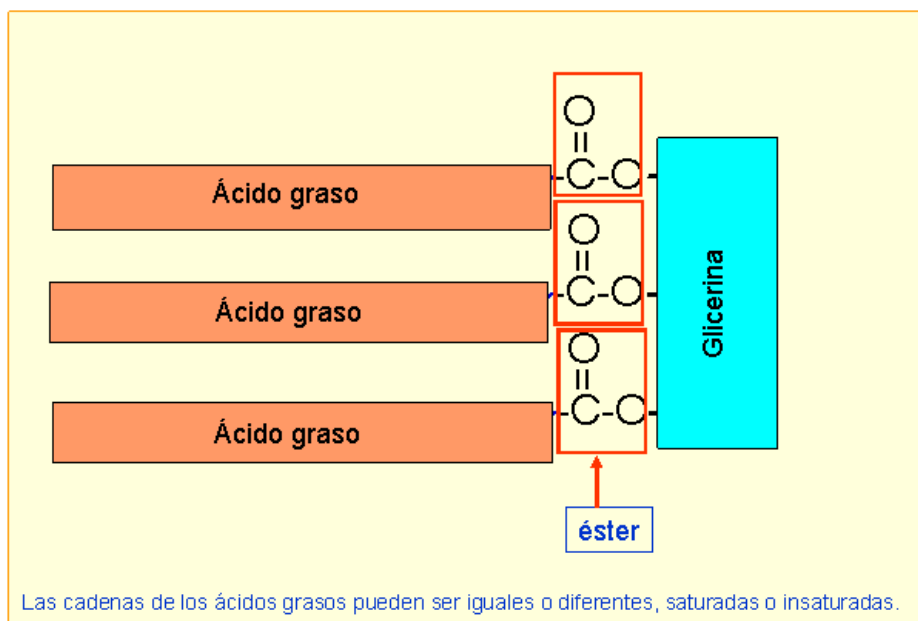 O
C-O
Ácido graso
O
C-O
Ácido graso
Glicerina
O
C-O
Ácido graso
éster
Las cadenas de los ácidos grasos pueden ser iguales o diferentes, saturadas o insaturadas.